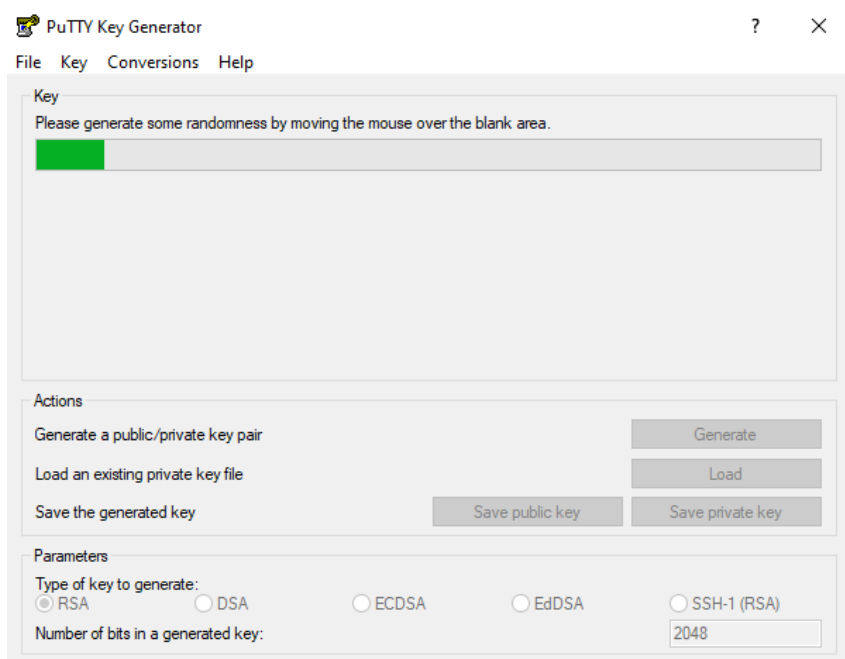 PuTTY Key Generator
? ×
File Key Conversions Help
Key
Please generate some randomness by moving the mouse over the blank area.
Actions
Generate a public/private key pair
Generate
Load an existing private key file
Load
Save the generated key
Save public key
Save private key
Parameters
Type of key to generate:
RSA DSA ECDSA EdDSA SSH-1 (RSA)
Number of bits in a generated key:
2048